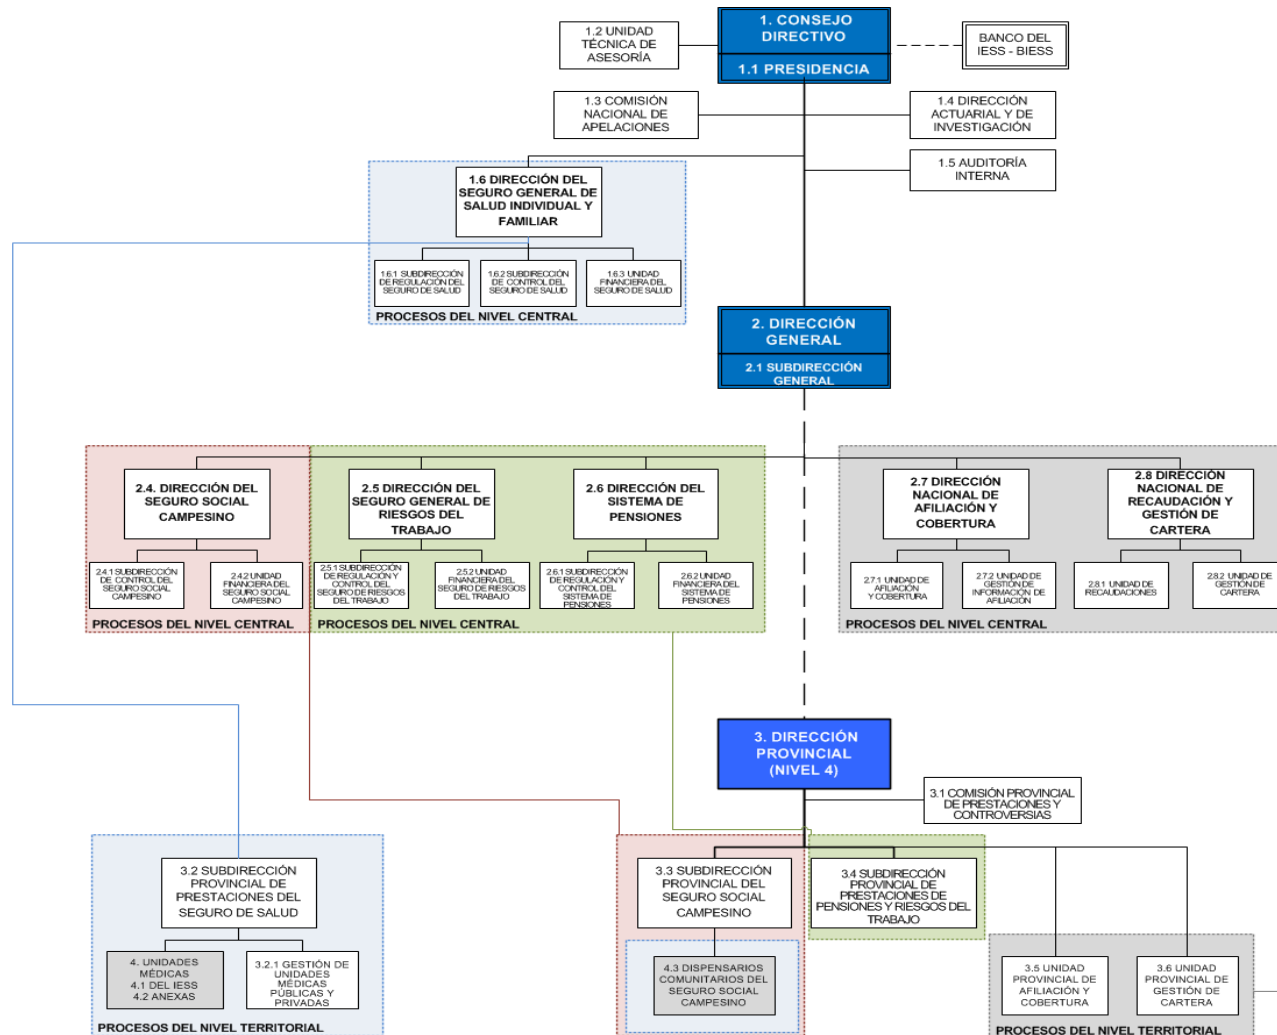 1. CONSEJO
DIRECTIVO
1.1 PRESIDENCIA
1.2 UNIDAD
TÉCNICA DE
ASESORÍA
BANCO DEL
IESS - BIESS
1.3 COMISIÓN
NACIONAL DE
APELACIONES
1.4 DIRECCIÓN
ACTUARIAL Y DE
INVESTIGACIÓN
1.5 AUDITORÍA
INTERNA
1.6 DIRECCIÓN DEL
SEGURO GENERAL DE
SALUD INDIVIDUAL Y
FAMILIAR
1.6.1 SUBDIRECCIÓN
DE REGULACIÓN DEL
SEGURO DE SALUD
1.6.2 SUBDIRECCIÓN
DE CONTROL DEL
SEGURO DE SALUD
1.6.3 UNIDAD
FINANCIERA DEL
SEGURO DE SALUD
PROCESOS DEL NIVEL CENTRAL
2. DIRECCIÓN
GENERAL
2.1 SUBDIRECCIÓN
GENERAL
2.4. DIRECCIÓN DEL
SEGURO SOCIAL
CAMPESINO
2.5 DIRECCIÓN DEL
SEGURO GENERAL DE
RIESGOS DEL
TRABAJO
2.6 DIRECCIÓN DEL
SISTEMA DE
PENSIONES
2.7 DIRECCIÓN
NACIONAL DE
AFILIACIÓN Y
COBERTURA
2.8 DIRECCIÓN
NACIONAL DE
RECAUDACIÓN Y
GESTIÓN DE
CARTERA
2.4.1 SUBDIRECCIÓN
DE CONTROL DEL
SEGURO SOCIAL
CAMPESINO
2.4.2 UNIDAD
FINANCIERA DEL
SEGURO SOCIAL
CAMPESINO
2.5.1 SUBDIRECCIÓN
DE REGULACIÓN Y
CONTROL DEL
SEGURO DE RIESGOS
DEL TRABAJO
2.5.2 UNIDAD
FINANCIERA DEL
SEGURO DE RIESGOS
DEL TRABAJO
2.6.1 SUBDIRECCIÓN
DE REGULACIÓN Y
CONTROL DEL
SISTEMA DE
PENSIONES
2.6.2 UNIDAD
FINANCIERA DEL
SISTEMA DE
PENSIONES
2.7.1 UNIDAD DE
AFILIACIÓN
Y COBERTURA
2.7.2 UNIDAD DE
GESTIÓN DE
INFORMACIÓN DE
AFILIACIÓN
2.8.1 UNIDAD DE
RECAUDACIONES
2.8.2 UNIDAD DE
GESTIÓN DE
CARTERA
PROCESOS DEL NIVEL CENTRAL
PROCESOS DEL NIVEL CENTRAL
PROCESOS DEL NIVEL CENTRAL
3. DIRECCIÓN
PROVINCIAL
(NIVEL 4)
3.1 COMISIÓN PROVINCIAL
DE PRESTACIONES Y
CONTROVERSIAS
3.2 SUBDIRECCIÓN
PROVINCIAL DE
PRESTACIONES DEL
SEGURO DE SALUD
4. UNIDADES
MÉDICAS
4.1 DEL IESS
4.2 ANEXAS
3.2.1 GESTIÓN DE
UNIDADES
MÉDICAS
PÚBLICAS Y
PRIVADAS
PROCESOS DEL NIVEL TERRITORIAL
3.3 SUBDIRECCIÓN
PROVINCIAL DEL
SEGURO SOCIAL
CAMPESINO
4.3 DISPENSARIOS
COMUNITARIOS DEL
SEGURO SOCIAL
CAMPESINO
3.4 SUBDIRECCIÓN
PROVINCIAL DE
PRESTACIONES DE
PENSIONES Y RIESGOS DEL
TRABAJO
3.5 UNIDAD
PROVINCIAL DE
AFILIACIÓN Y
COBERTURA
3.6 UNIDAD
PROVINCIAL DE
GESTIÓN DE
CARTERA
PROCESOS DEL NIVEL TERRITORIAL